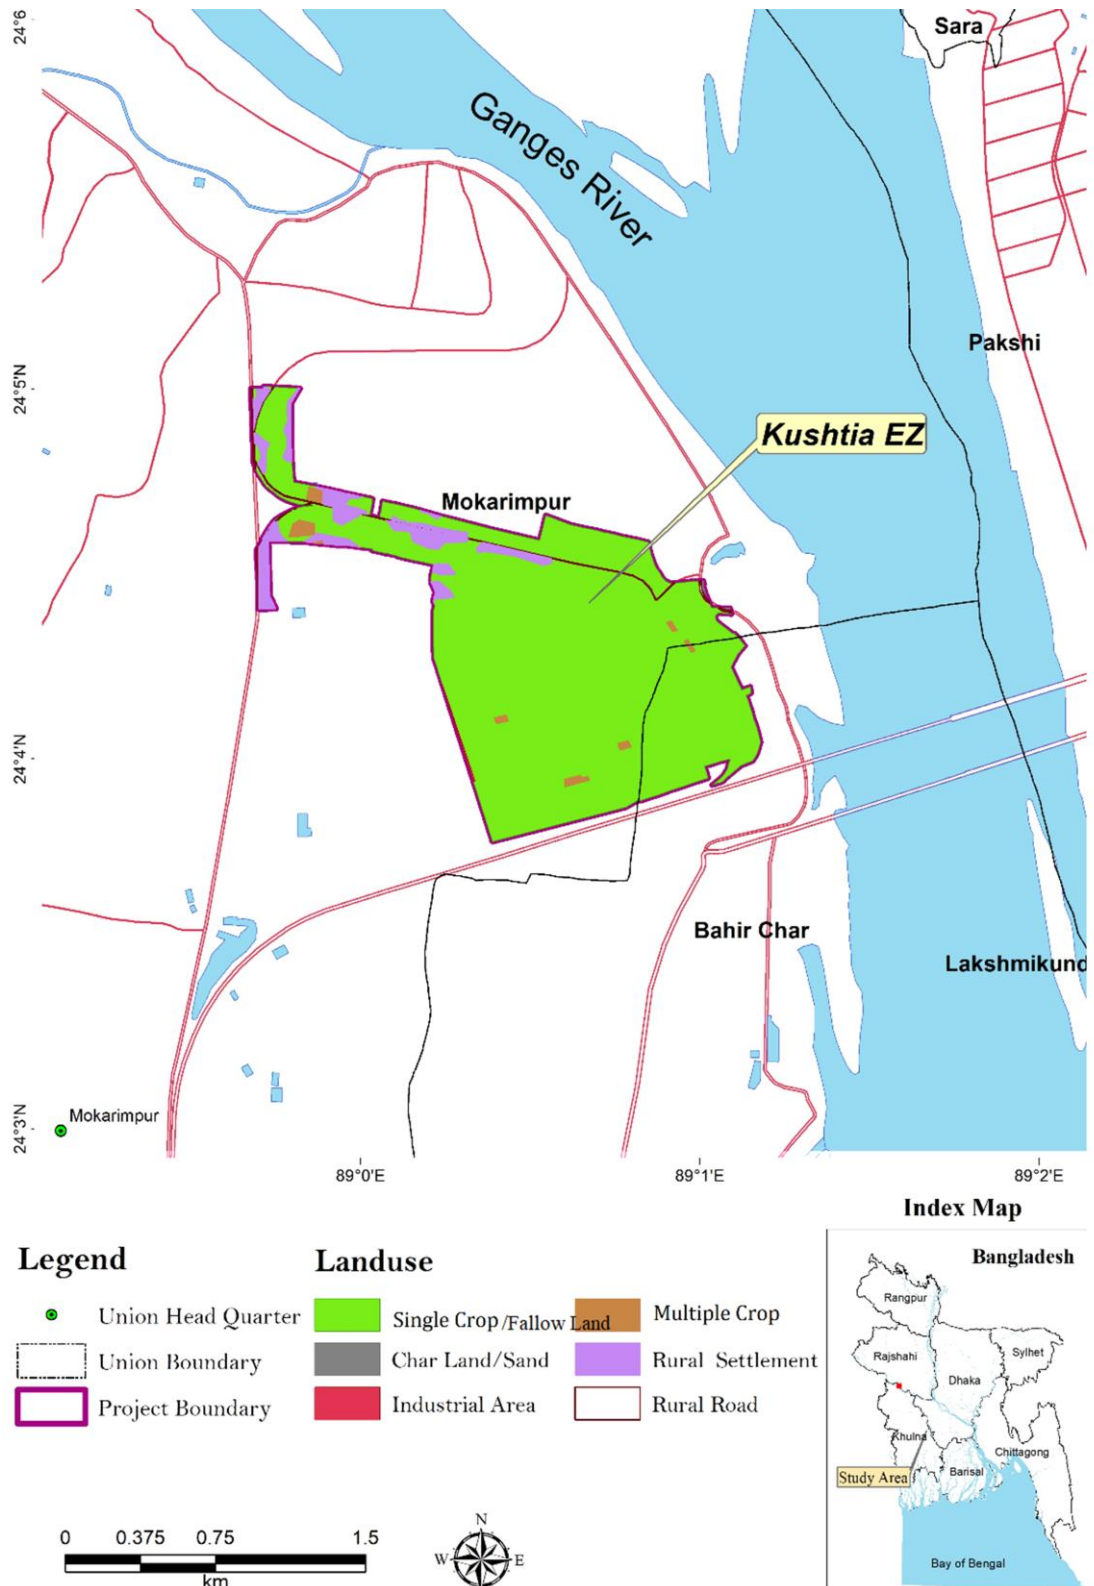 24°6
Sara
Ganges River
Pakshi
24°5'N
Kushtia EZ
Mokarimpur
24°4'N
Bahir Char
Lakshmikund
24°3'N
Mokarimpur
89°0'E
89°1'E
89°2'E
Index Map
Legend
Union Head Quarter
Union Boundary
Project Boundary
Landuse
Single Crop/Fallow Land
Multiple Crop
Char Land/Sand
Rural Settlement
Industrial Area
Rural Road
Bangladesh
Rangpur
Rajshahi
Sylhet
Dhaka
Khulna
Chittagong
Study Area
Barisal
Bay of Bengal
0 0.375 0.75 1.5
km
N
W E